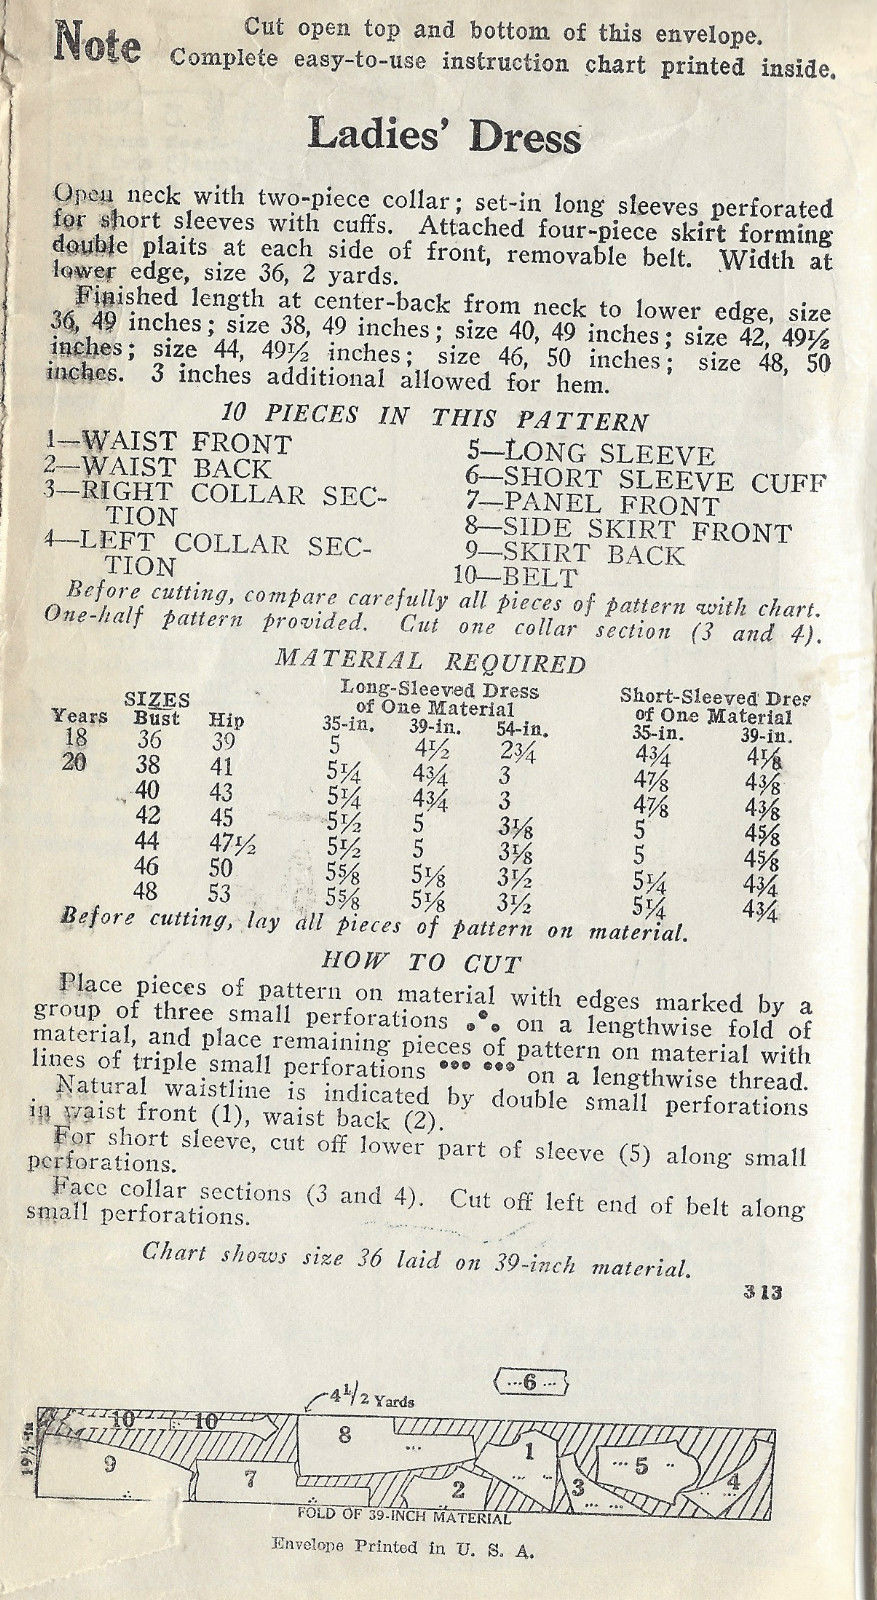 Note
Cut open top and bottom of this envelope.
Complete easy-to-use instruction chart printed inside.
Ladies' Dress
Open neck with two-piece collar; set-in long sleeves perforated
for short sleeves with cuffs. Attached four-piece skirt forming
double plaits at each side of front, removable belt. Width at
lower edge, size 36, 2 yards.
Finished length at center-back from neck to lower edge, size
36, 49 inches; size 38, 49 inches; size 40, 49 inches; size 42, 49½
inches; size 44, 49½ inches; size 46, 50 inches; size 48, 50
inches. 3 inches additional allowed for hem.
10 PIECES IN THIS PATTERN
1—WAIST FRONT
2—WAIST BACK
3—RIGHT COLLAR SEC-
TION
4—LEFT COLLAR SEC-
TION
5—LONG SLEEVE
6—SHORT SLEEVE CUFF
7—PANEL FRONT
8—SIDE SKIRT FRONT
9—SKIRT BACK
10—BELT
Before cutting, compare carefully all pieces of pattern with chart.
One-half pattern provided. Cut one collar section (3 and 4).
MATERIAL REQUIRED
SIZES Long-Sleeved Dress Short-Sleeved Dres
of One Material of One Material
Years Bust Hip 35-in. 39-in. 54-in. 35-in. 39-in.
18 36 39 5 4½ 2¾ 4¾ 4⅛
20 38 41 5¼ 4¾ 3 4⅞ 4⅜
40 43 5¼ 4¾ 3 4⅞ 4⅜
42 45 5½ 5 3⅛ 5 4⅝
44 47½ 5½ 5 3⅛ 5 4⅝
46 50 5⅝ 5⅛ 3½ 5¼ 4¾
48 53 5⅝ 5⅛ 3½ 5¼ 4¾
Before cutting, lay all pieces of pattern on material.
HOW TO CUT
Place pieces of pattern on material with edges marked by a
group of three small perforations on a lengthwise fold of
material, and place remaining pieces of pattern on material with
lines of triple small perforations ••• ••• on a lengthwise thread.
Natural waistline is indicated by double small perforations
in waist front (1), waist back (2).
For short sleeve, cut off lower part of sleeve (5) along small
perforations.
Face collar sections (3 and 4). Cut off left end of belt along
small perforations.
Chart shows size 36 laid on 39-inch material.
313
6
4½ Yards
19½-in
10 10 8 1 5 4
9 7 2 3
FOLD OF 39-INCH MATERIAL
Envelope Printed in U. S. A.